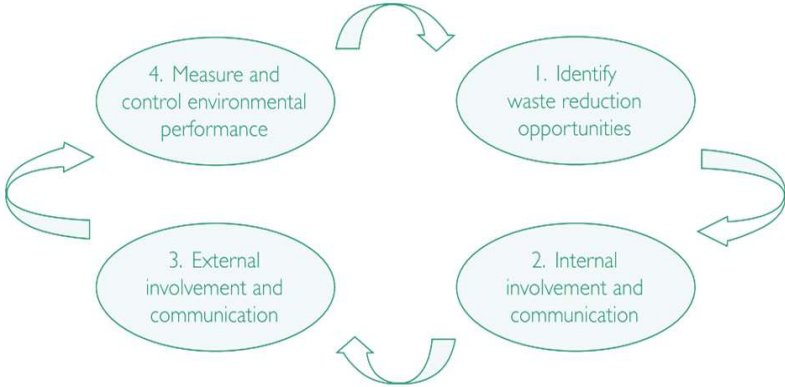 4. Measure and
control environmental
performance
1. Identify
waste reduction
opportunities
3. External
involvement and
communication
2. Internal
involvement and
communication